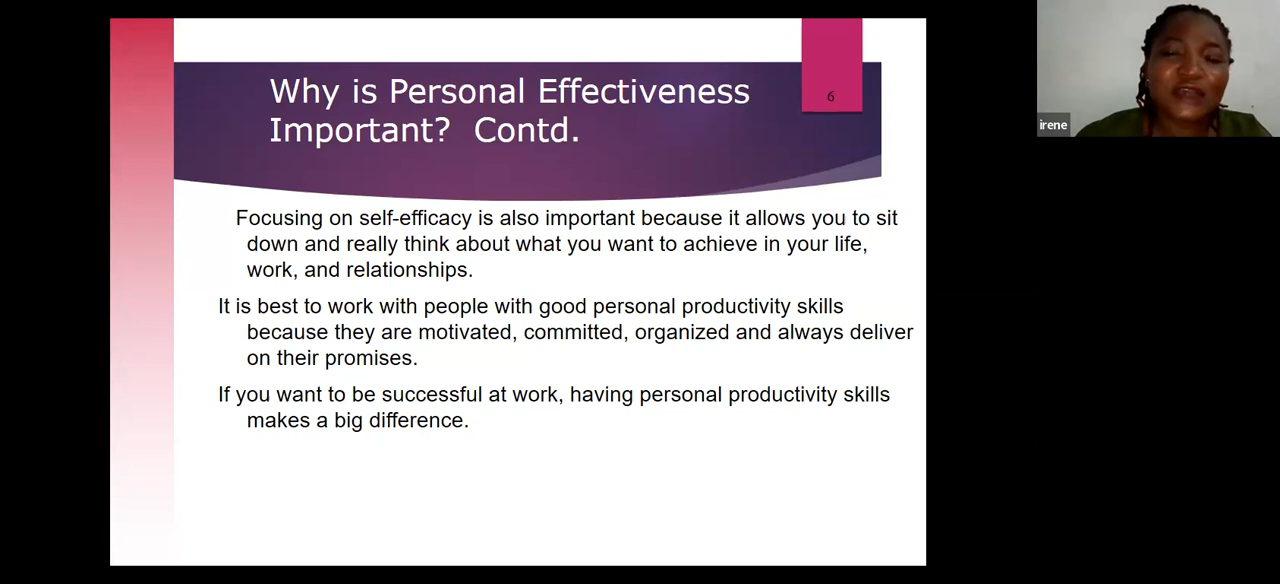 Why is Personal Effectiveness
Important? Contd.
6
irene
Focusing on self-efficacy is also important because it allows you to sit
down and really think about what you want to achieve in your life,
work, and relationships.
It is best to work with people with good personal productivity skills
because they are motivated, committed, organized and always deliver
on their promises.
If you want to be successful at work, having personal productivity skills
makes a big difference.